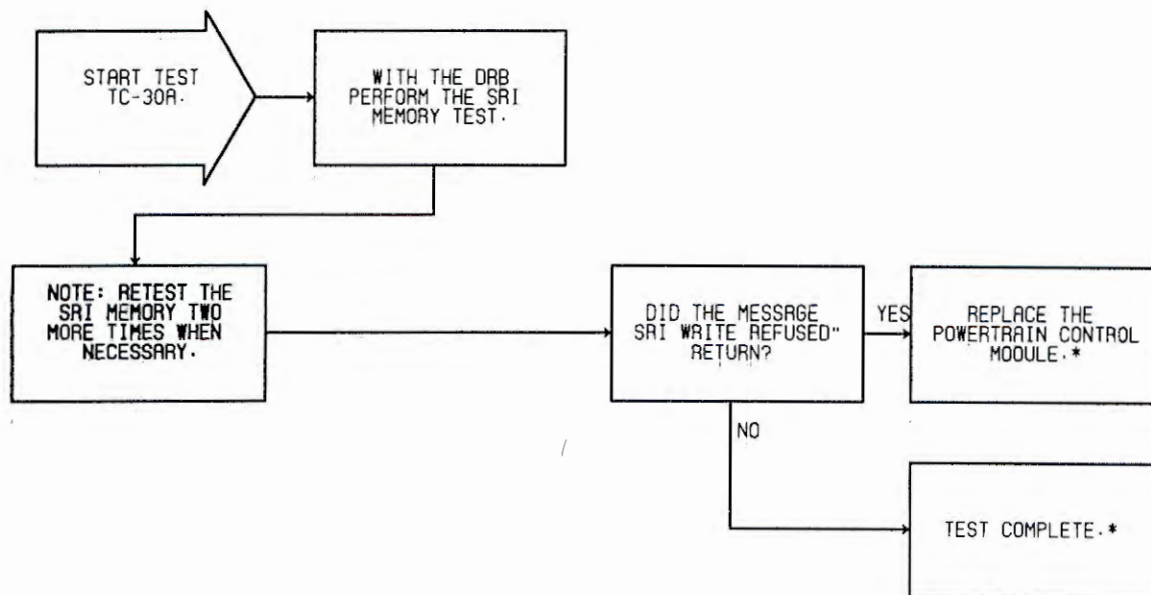 START TEST
TC-30A.
WITH THE DRB
PERFORM THE SRI
MEMORY TEST.
NOTE: RETEST THE
SRI MEMORY TWO
MORE TIMES WHEN
NECESSARY.
DID THE MESSAGE
SRI WRITE REFUSED"
RETURN?
YES
REPLACE THE
POWERTRAIN CONTROL
MODULE.*
NO
TEST COMPLETE.*